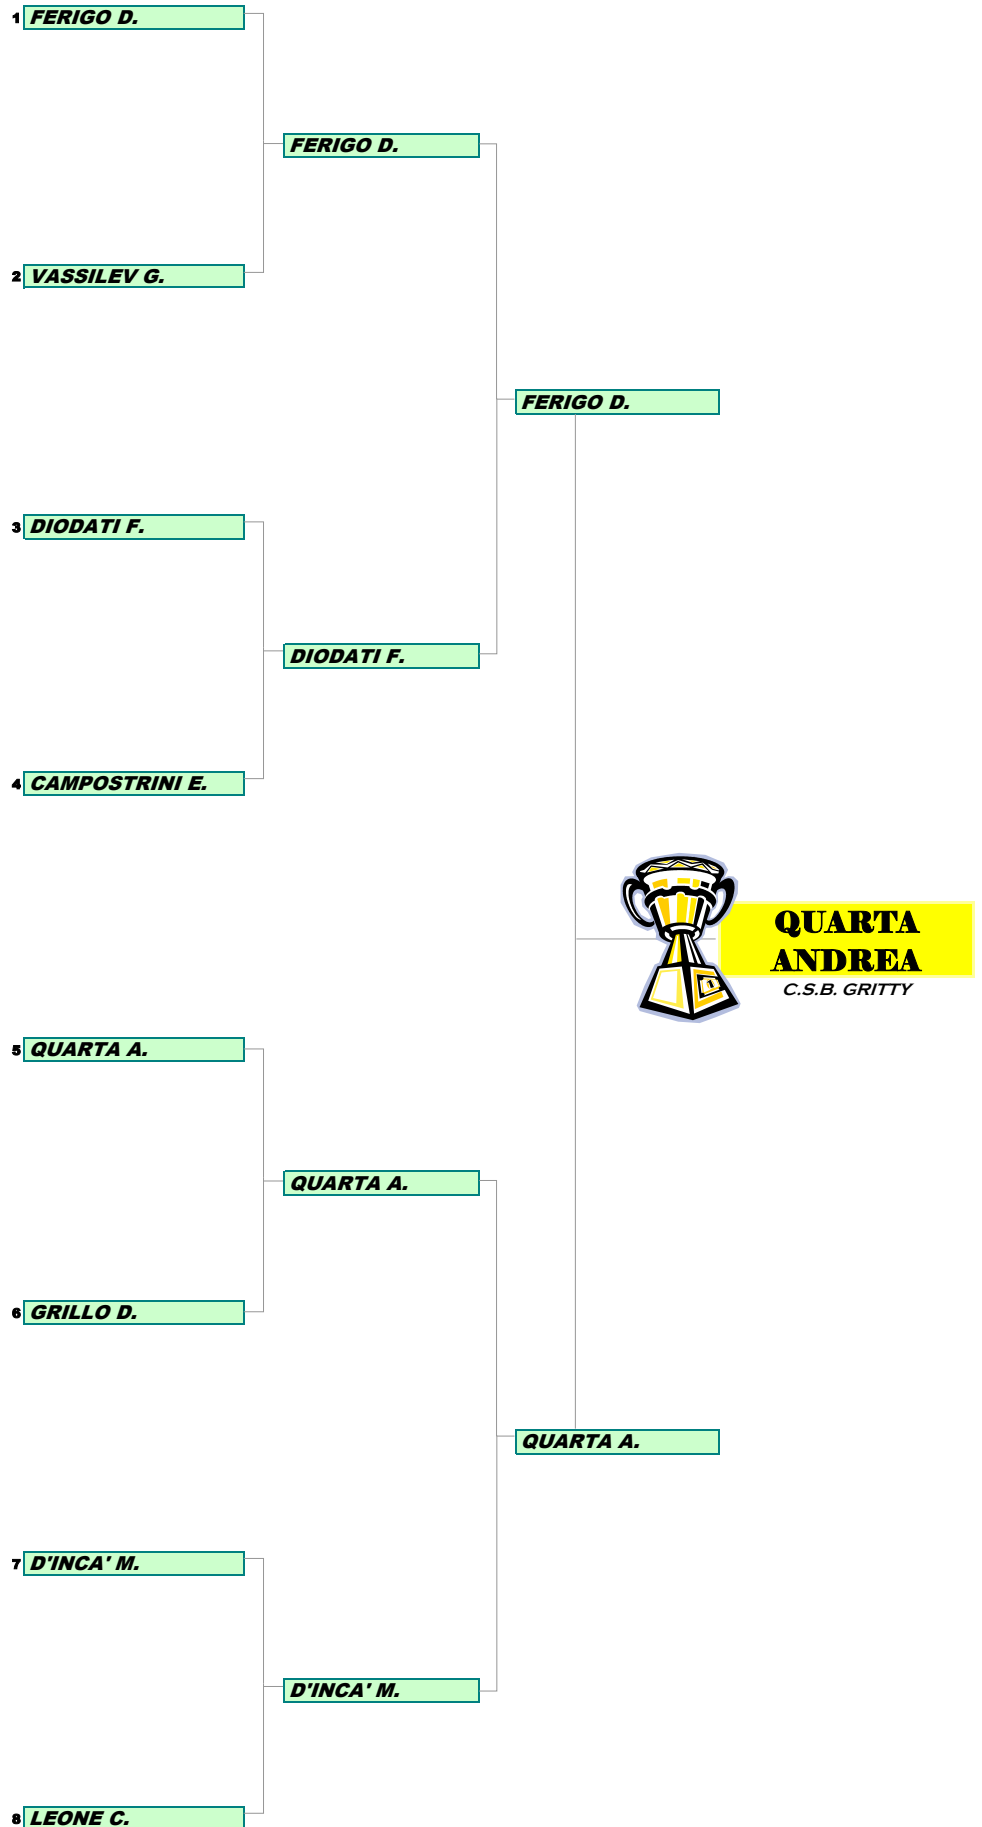 1 FERIGO D.
FERIGO D.
2 VASSILEV G.
FERIGO D.
3 DIODATI F.
DIODATI F.
4 CAMPOSTRINI E.
QUARTA
ANDREA
1
C.S.B. GRITTY
5 QUARTA A.
QUARTA A.
6 GRILLO D.
QUARTA A.
7 D'INCA' M.
D'INCA' M.
8 LEONE C.